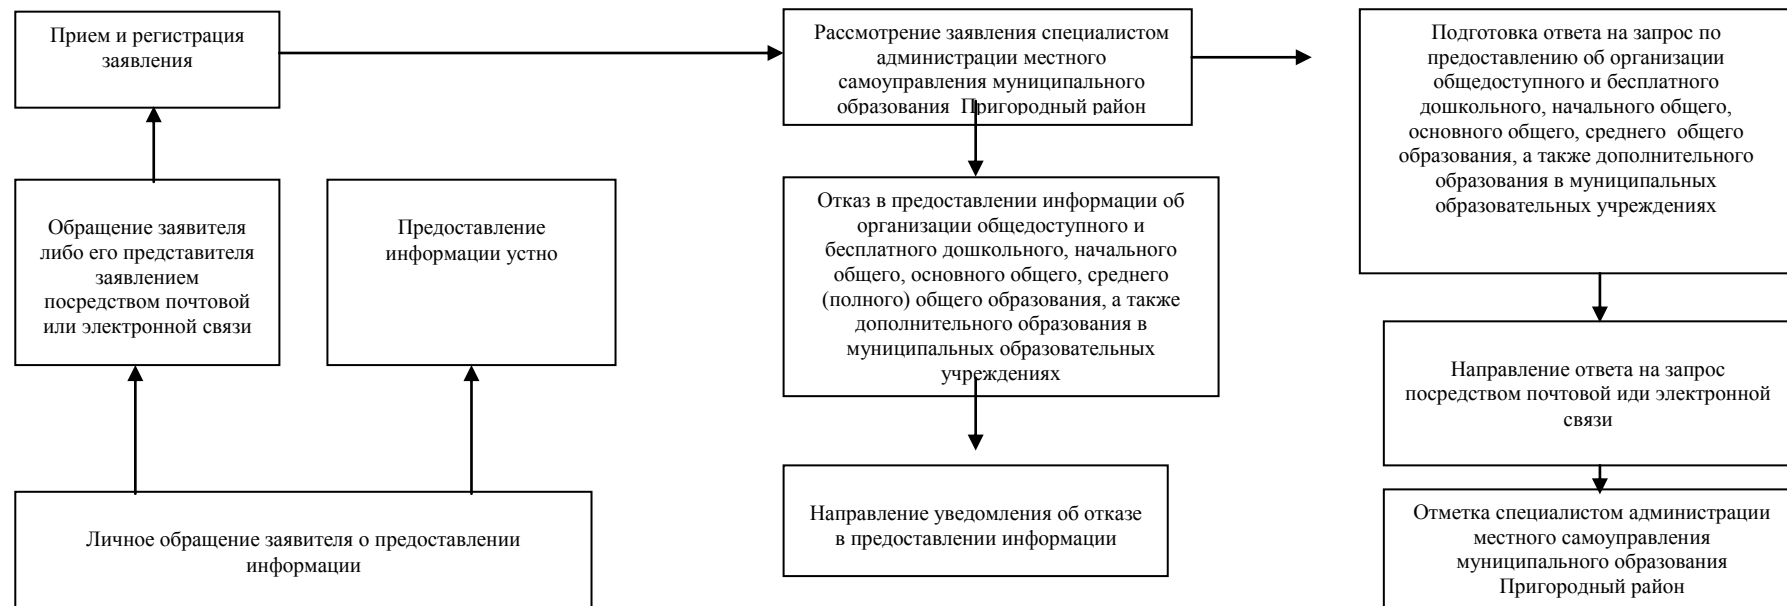 Прием и регистрация
заявления
Рассмотрение заявления специалистом
администрации местного
самоуправления муниципального
образования Пригородный район
Подготовка ответа на запрос по
предоставлению об организации
общедоступного и бесплатного
дошкольного, начального общего,
основного общего, среднего общего
образования, а также дополнительного
образования в муниципальных
образовательных учреждениях
Обращение заявителя
либо его представителя
заявлением
посредством почтовой
или электронной связи
Предоставление
информации устно
Отказ в предоставлении информации об
организации общедоступного и
бесплатного дошкольного, начального
общего, основного общего, среднего
(полного) общего образования, а также
дополнительного образования в
муниципальных образовательных
учреждениях
Направление ответа на запрос
посредством почтовой иди электронной
связи
Личное обращение заявителя о предоставлении
информации
Направление уведомления об отказе
в предоставлении информации
Отметка специалистом администрации
местного самоуправления
муниципального образования
Пригородный район